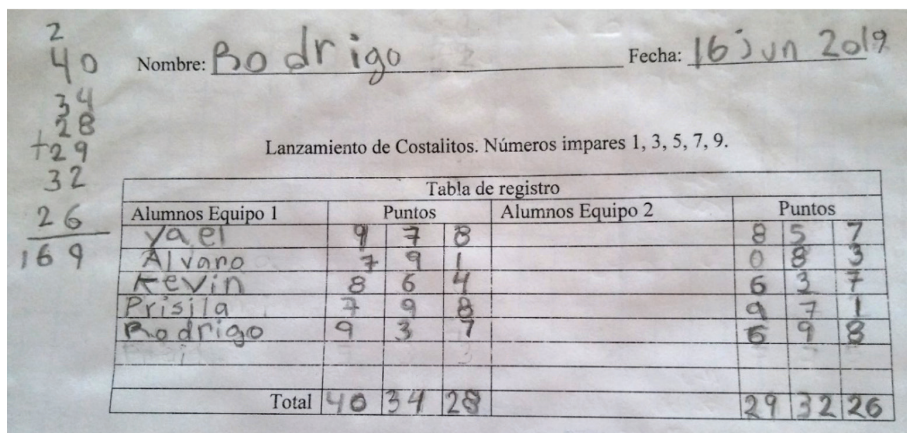 2
40
34
28
+29
32
26
169
Nombre: Rodrigo Fecha: 16 jun 2019
Lanzamiento de Costalitos. Números impares 1, 3, 5, 7, 9.
Tabla de registro
Alumnos Equipo 1 Puntos Alumnos Equipo 2 Puntos
Yael 9 7 8 8 5 7
Alvaro 7 9 1 0 8 3
Kevin 8 6 4 6 3 7
Prisila 7 9 8 9 7 1
Rodrigo 9 3 7 6 9 8
Total 40 34 28 29 32 26